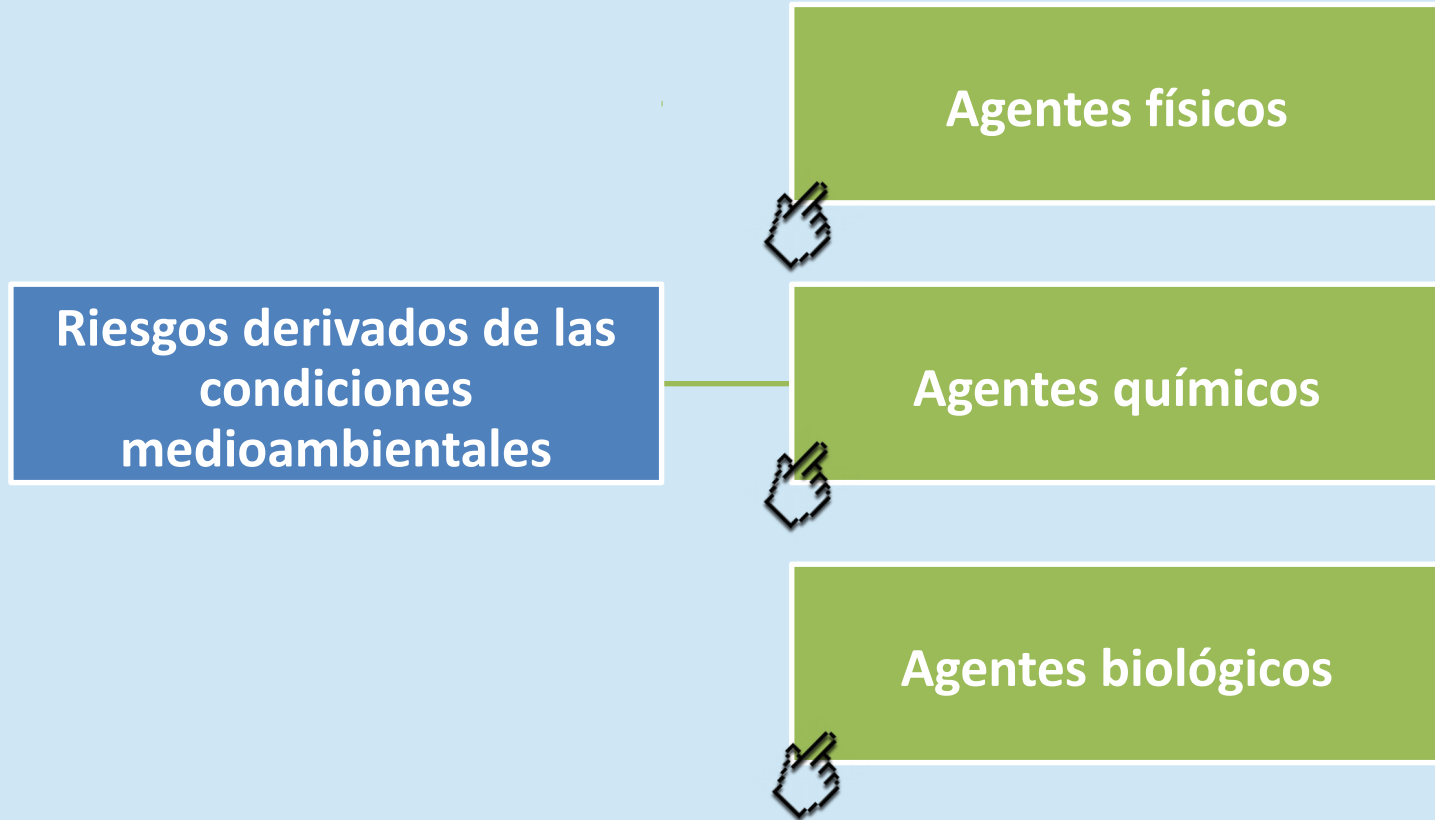 Agentes físicos
Riesgos derivados de las
condiciones
medioambientales
Agentes químicos
Agentes biológicos